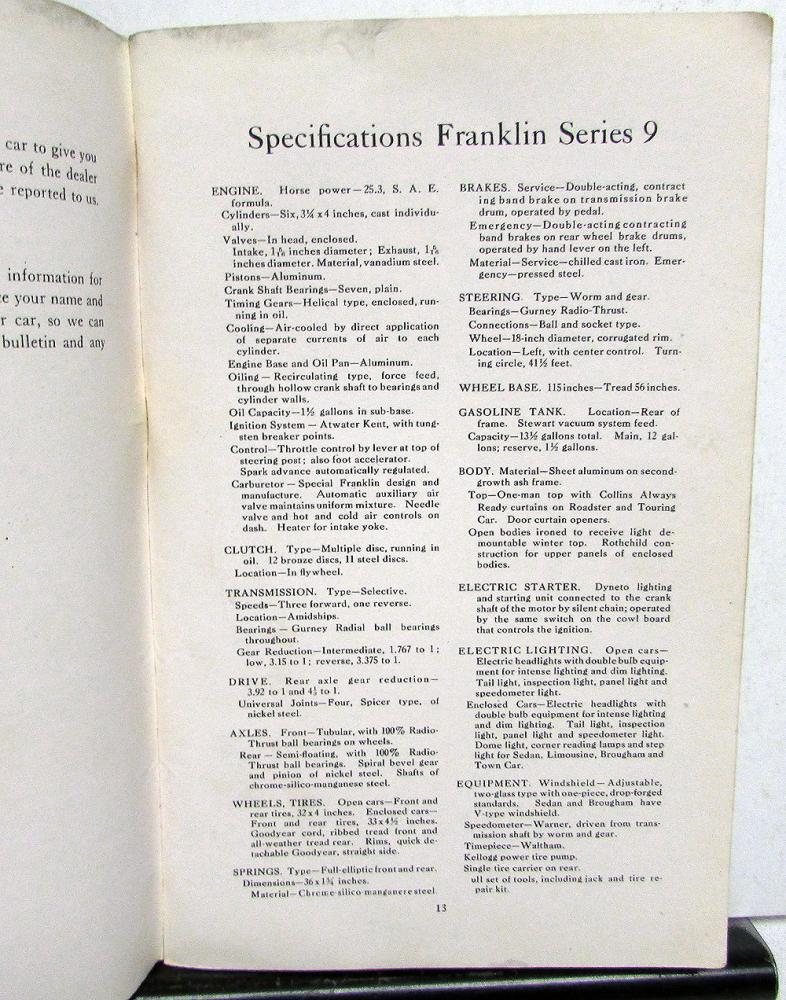 car to give you
re of the dealer
e reported to us.
information for
e your name and
r car, so we can
bulletin and any
Specifications Franklin Series 9
ENGINE. Horse power—25.3, S. A. E.
formula.
Cylinders—Six, 3¼ x 4 inches, cast individu-
ally.
Valves—In head, enclosed.
Intake, inches diameter; Exhaust,
inches diameter. Material, vanadium steel.
Pistons—Aluminum.
Crank Shaft Bearings—Seven, plain.
Timing Gears—Helical type, enclosed, run-
ning in oil.
Cooling—Air-cooled by direct application
of separate currents of air to each
cylinder.
Engine Base and Oil Pan—Aluminum.
Oiling—Recirculating type, force feed,
through hollow crank shaft to bearings and
cylinder walls.
Oil Capacity—1½ gallons in sub-base.
Ignition System—Atwater Kent, with tung-
sten breaker points.
Control—Throttle control by lever at top of
steering post; also foot accelerator.
Spark advance automatically regulated.
Carburetor—Special Franklin design and
manufacture. Automatic auxiliary air
valve maintains uniform mixture. Needle
valve and hot and cold air controls on
dash. Heater for intake yoke.
CLUTCH. Type—Multiple disc, running in
oil. 12 bronze discs, 11 steel discs.
Location—In flywheel.
TRANSMISSION. Type—Selective.
Speeds—Three forward, one reverse.
Location—Amidships.
Bearings—Gurney Radial ball bearings
throughout.
Gear Reduction—Intermediate, 1.767 to 1;
low, 3.15 to 1; reverse, 3.375 to 1.
DRIVE. Rear axle gear reduction—
3.92 to 1 and to 1.
Universal Joints—Four, Spicer type, of
nickel steel.
AXLES. Front—Tubular, with 100% Radio-
Thrust ball bearings on wheels.
Rear—Semi-floating, with 100% Radio-
Thrust ball bearings. Spiral bevel gear
and pinion of nickel steel. Shafts of
chrome-silico-manganese steel.
WHEELS, TIRES. Open cars—Front and
rear tires, 32 x 4 inches. Enclosed cars—
Front and rear tires, 33 x 4½ inches.
Goodyear cord, ribbed tread front and
all-weather tread rear. Rims, quick de-
tachable Goodyear, straight side.
SPRINGS. Type—Full-elliptic front and rear.
Dimensions—36 x 1¾ inches.
Material—Chrome-silico-manganere steel.
BRAKES. Service—Double-acting, contract
ing band brake on transmission brake
drum, operated by pedal.
Emergency—Double-acting contracting
band brakes on rear wheel brake drums,
operated by hand lever on the left.
Material—Service—chilled cast iron. Emer-
gency—pressed steel.
STEERING. Type—Worm and gear.
Bearings—Gurney Radio-Thrust.
Connections—Ball and socket type.
Wheel—18-inch diameter, corrugated rim.
Location—Left, with center control. Turn-
ing circle, 41½ feet.
WHEEL BASE. 115 inches—Tread 56 inches.
GASOLINE TANK. Location—Rear of
frame. Stewart vacuum system feed.
Capacity—13½ gallons total. Main, 12 gal-
lons; reserve, 1½ gallons.
BODY. Material—Sheet aluminum on second-
growth ash frame.
Top—One-man top with Collins Always
Ready curtains on Roadster and Touring
Car. Door curtain openers.
Open bodies ironed to receive light de-
mountable winter top. Rothchild con-
struction for upper panels of enclosed
bodies.
ELECTRIC STARTER. Dyneto lighting
and starting unit connected to the crank
shaft of the motor by silent chain; operated
by the same switch on the cowl board
that controls the ignition.
ELECTRIC LIGHTING. Open cars—
Electric headlights with double bulb equip-
ment for intense lighting and dim lighting.
Tail light, inspection light, panel light and
speedometer light.
Enclosed Cars—Electric headlights with
double bulb equipment for intense lighting
and dim lighting. Tail light, inspection
light, panel light and speedometer light.
Dome light, corner reading lamps and step
light for Sedan, Limousine, Brougham and
Town Car.
EQUIPMENT. Windshield—Adjustable,
two-glass type with one-piece, drop-forged
standards. Sedan and Brougham have
V-type windshield.
Speedometer—Warner, driven from trans-
mission shaft by worm and gear.
Timepiece—Waltham.
Kellogg power tire pump.
Single tire carrier on rear.
ull set of tools, including jack and tire re-
pair kit.
13